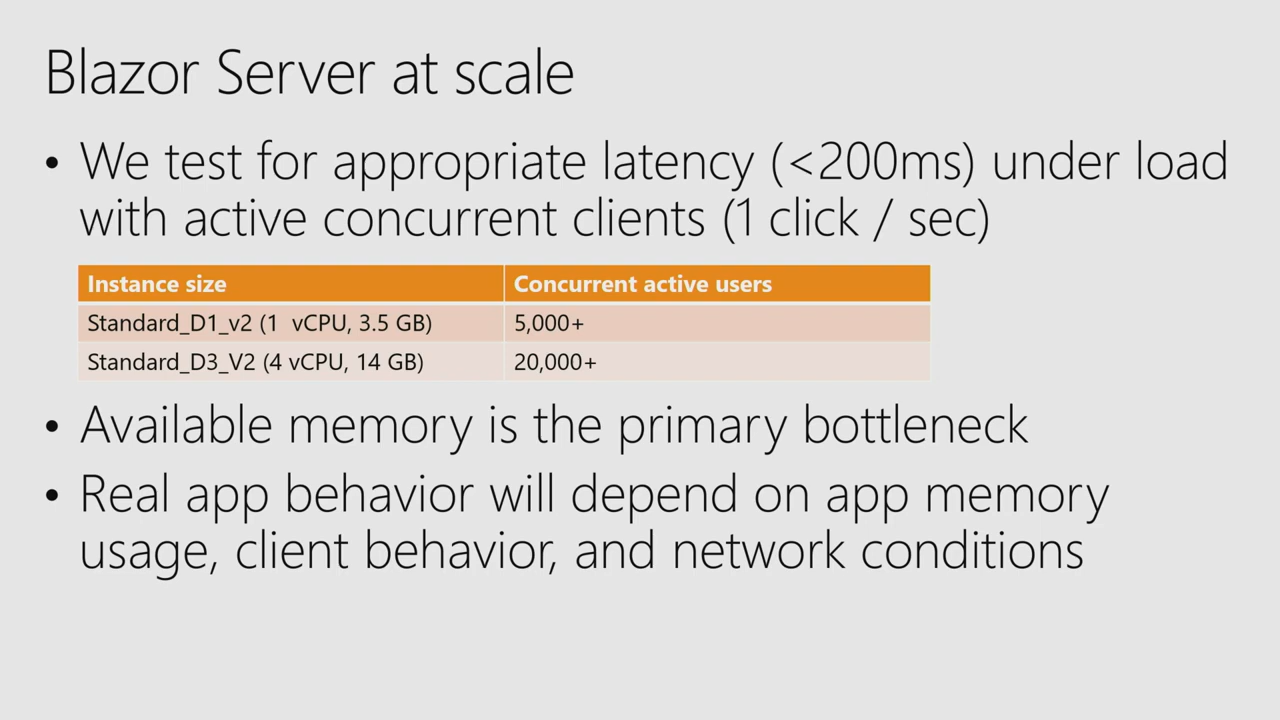 Blazor Server at scale
• We test for appropriate latency (<200ms) under load
with active concurrent clients (1 click / sec)
Instance size Concurrent active users
Standard_D1_v2 (1  vCPU, 3.5 GB) 5,000+
Standard_D3_V2 (4 vCPU, 14 GB) 20,000+
• Available memory is the primary bottleneck
• Real app behavior will depend on app memory
usage, client behavior, and network conditions